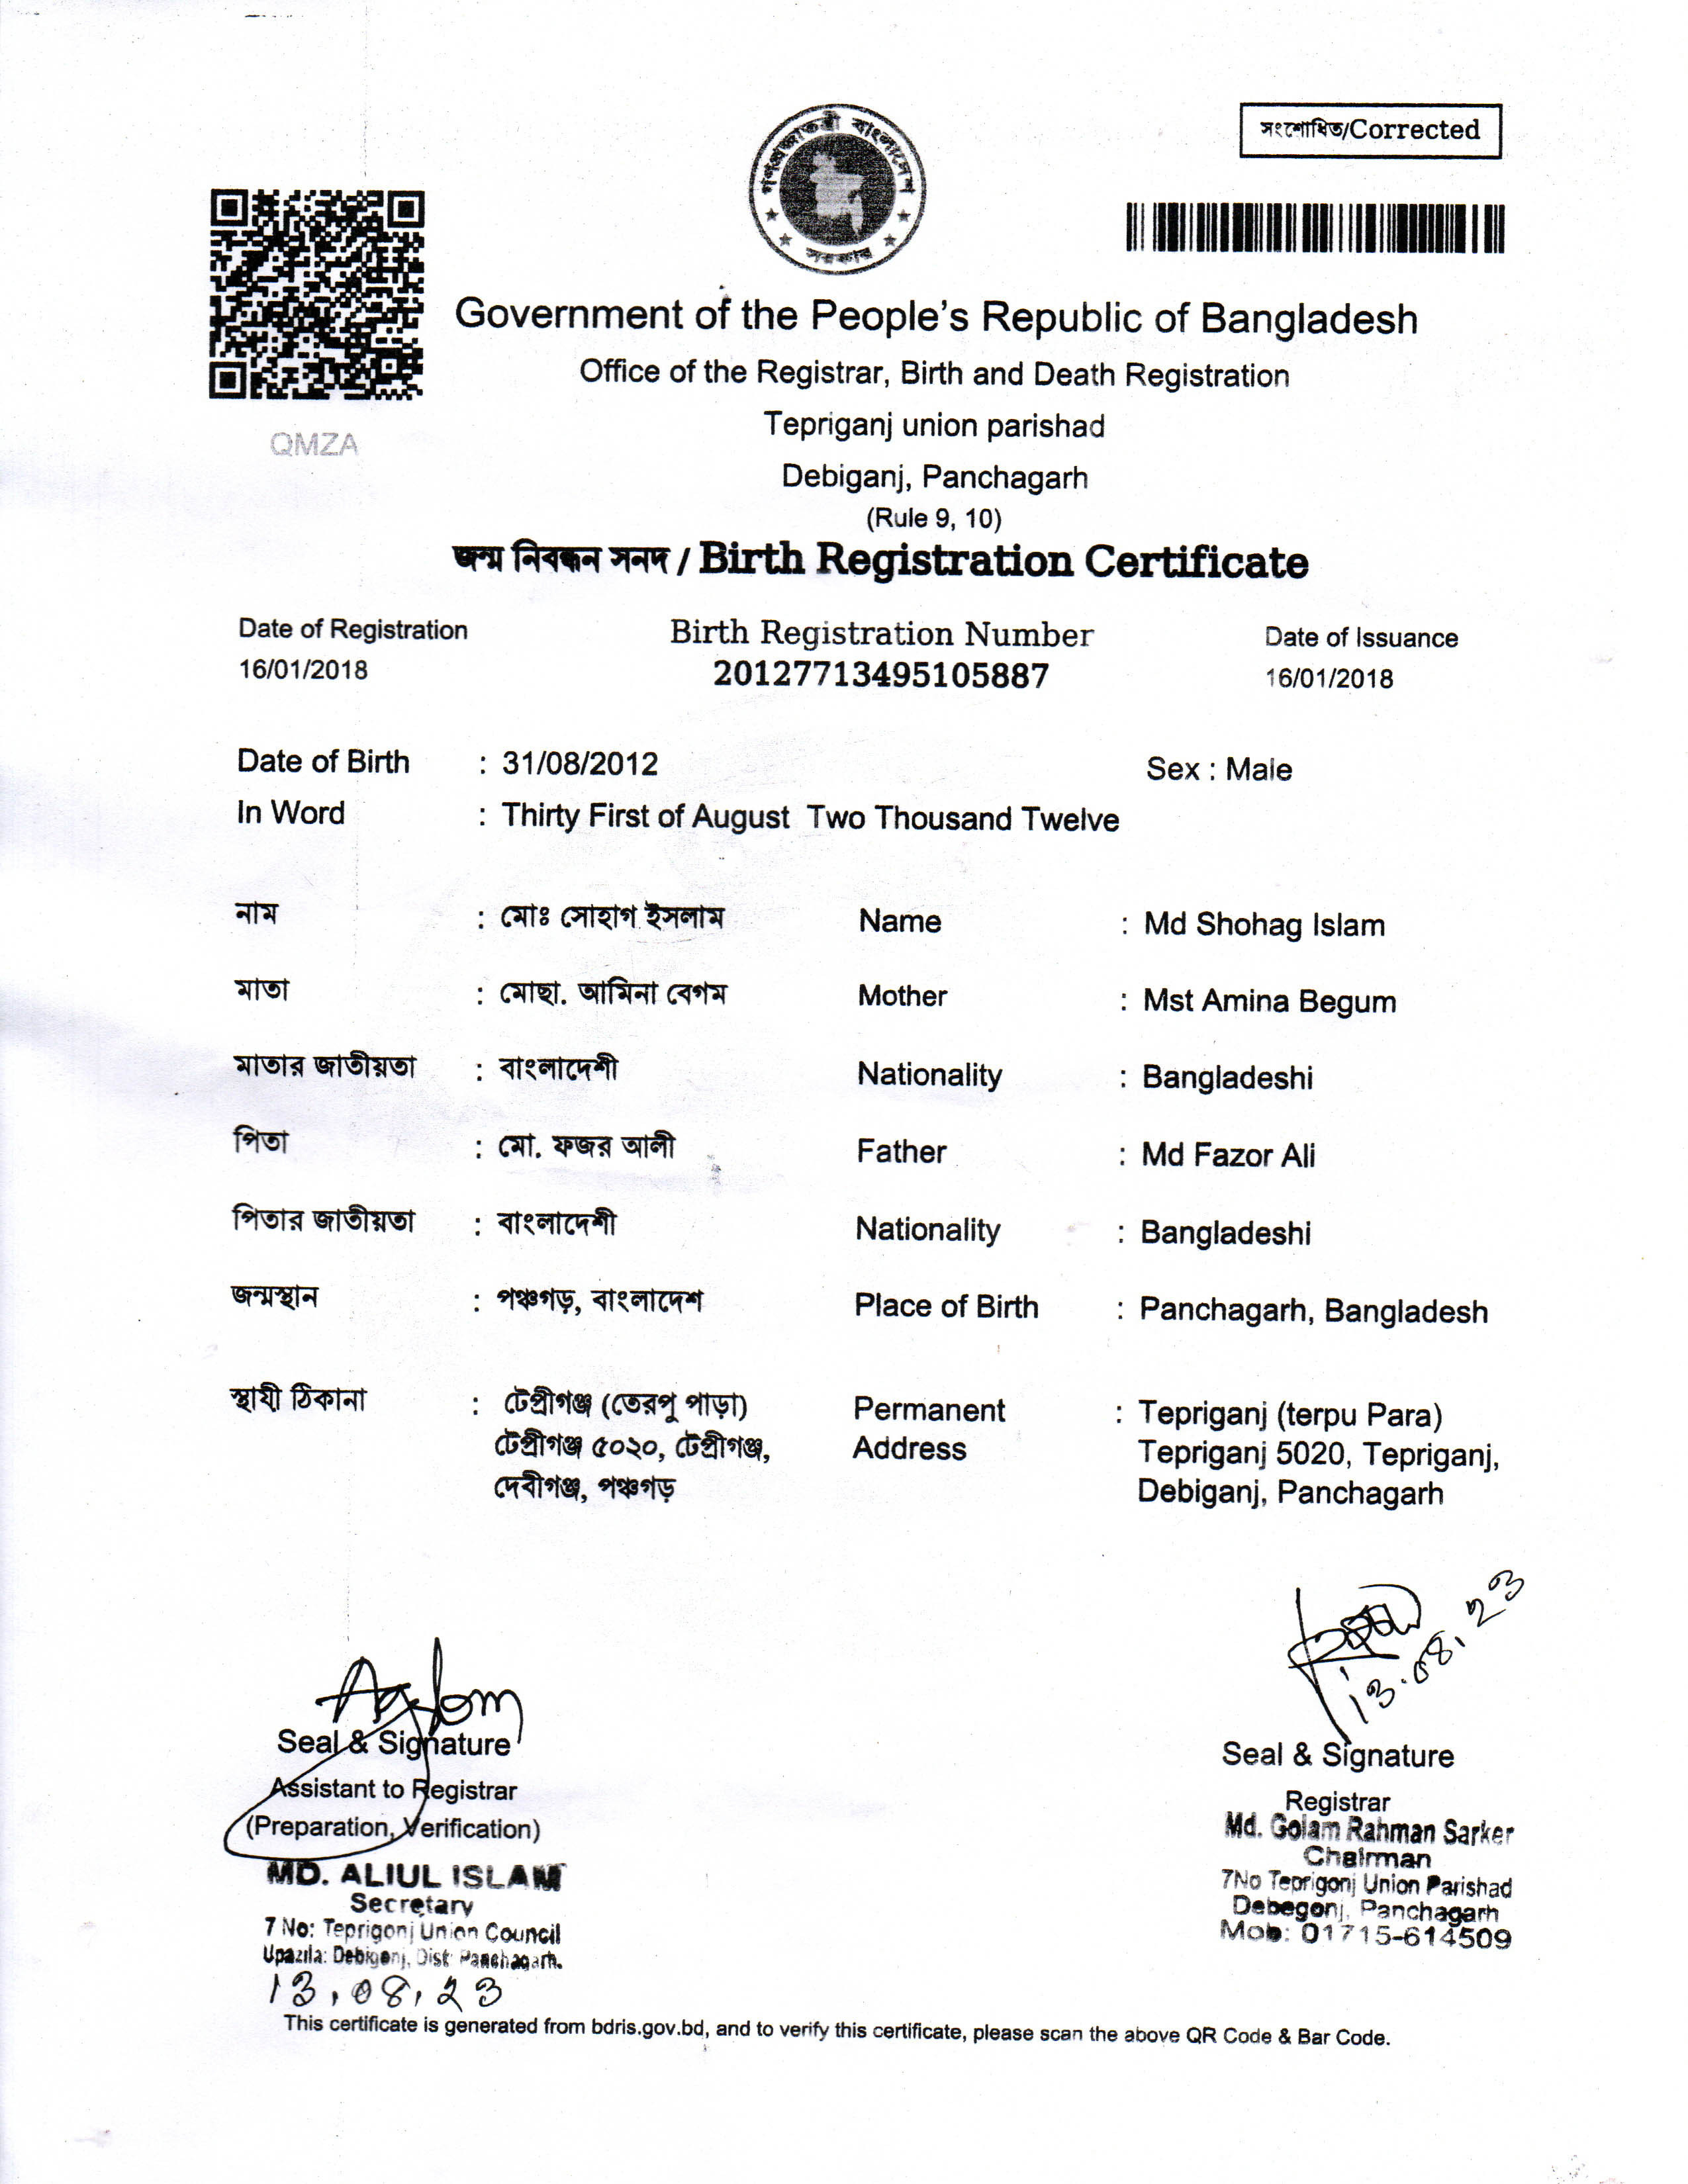 সংশোধিত/Corrected
গণপ্রজাতন্ত্রী বাংলাদেশ
সরকার
QMZA
Government of the People's Republic of Bangladesh
Office of the Registrar, Birth and Death Registration
Tepriganj union parishad
Debiganj, Panchagarh
(Rule 9, 10)
জন্ম নিবন্ধন সনদ / Birth Registration Certificate
Date of Registration Birth Registration Number Date of Issuance
16/01/2018 20127713495105887 16/01/2018
Date of Birth : 31/08/2012 Sex : Male
In Word : Thirty First of August Two Thousand Twelve
নাম : মোঃ সোহাগ ইসলাম Name : Md Shohag Islam
মাতা : মোছা. আমিনা বেগম Mother : Mst Amina Begum
মাতার জাতীয়তা : বাংলাদেশী Nationality : Bangladeshi
পিতা : মো. ফজর আলী Father : Md Fazor Ali
পিতার জাতীয়তা : বাংলাদেশী Nationality : Bangladeshi
জন্মস্থান : পঞ্চগড়, বাংলাদেশ Place of Birth : Panchagarh, Bangladesh
স্থায়ী ঠিকানা : টেপ্রীগঞ্জ (তেরপু পাড়া) Permanent : Tepriganj (terpu Para)
টেপ্রীগঞ্জ ৫০২০, টেপ্রীগঞ্জ, Address Tepriganj 5020, Tepriganj,
দেবীগঞ্জ, পঞ্চগড় Debiganj, Panchagarh
13.08.23
Seal & Signature Seal & Signature
Assistant to Registrar Registrar
(Preparation, Verification) Md. Golam Rahman Sarker
MD. ALIUL ISLAM Chairman
Secretary 7No Teprigonj Union Parishad
7 No: Teprigonj Union Council Debegonj, Panchagarh
Upazila: Debigonj, Dist: Panchagarh. Mob: 01715-614509
13.08.23
This certificate is generated from bdris.gov.bd, and to verify this certificate, please scan the above QR Code & Bar Code.